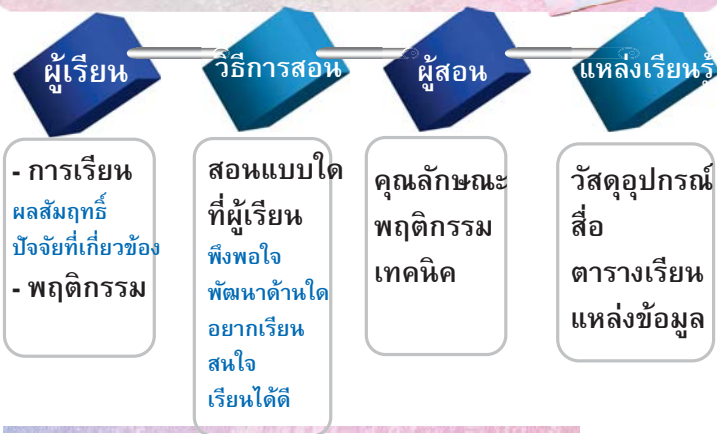 ผู้เรียน
วิธีการสอน
ผู้สอน
แหล่งเรียนรู้
- การเรียน
ผลสัมฤทธิ์
ปัจจัยที่เกี่ยวข้อง
- พฤติกรรม
สอนแบบใด
ที่ผู้เรียน
พึงพอใจ
พัฒนาด้านใด
อยากเรียน
สนใจ
เรียนได้ดี
คุณลักษณะ
พฤติกรรม
เทคนิค
วัสดุอุปกรณ์
สื่อ
ตารางเรียน
แหล่งข้อมูล